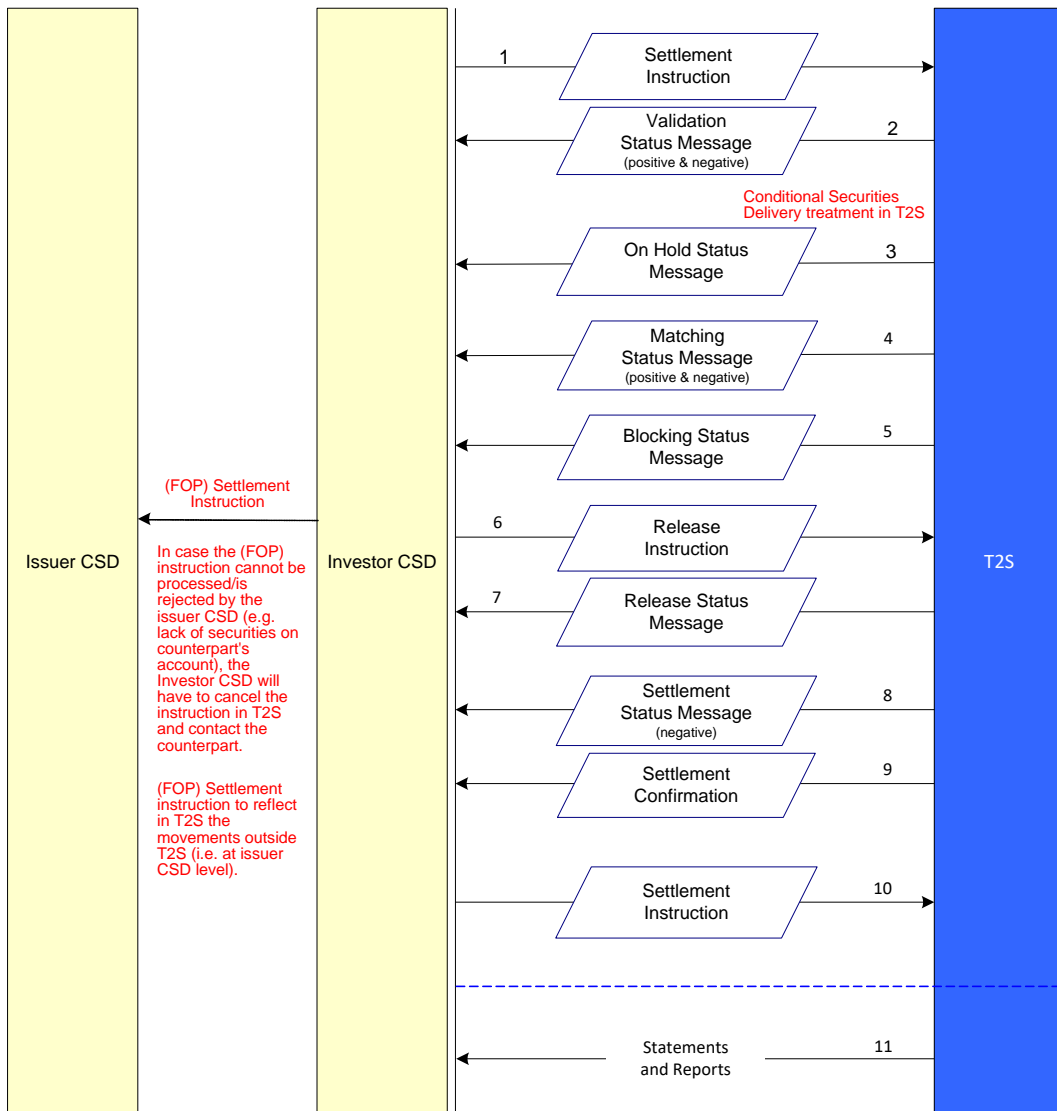 1
Settlement
Instruction
Validation
Status Message
(positive & negative)
2
Conditional Securities
Delivery treatment in T2S
On Hold Status
Message
3
Matching
Status Message
(positive & negative)
4
Blocking Status
Message
5
(FOP) Settlement
Instruction
6
Release
Instruction
Issuer CSD
Investor CSD
T2S
In case the (FOP)
instruction cannot be
processed/is
rejected by the
issuer CSD (e.g.
lack of securities on
counterpart's
account), the
Investor CSD will
have to cancel the
instruction in T2S
and contact the
counterpart.
7
Release Status
Message
Settlement
Status Message
(negative)
8
Settlement
Confirmation
9
(FOP) Settlement
instruction to reflect
in T2S the
movements outside
T2S (i.e. at issuer
CSD level).
Settlement
Instruction
10
Statements
and Reports
11